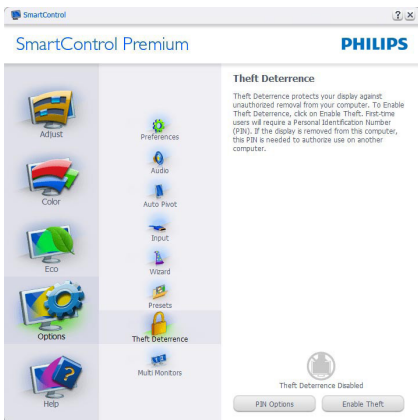 SmartControl
SmartControl Premium
PHILIPS
Adjust
Color
Eco
Options
Help
Preferences
Audio
Auto Pivot
Input
Wizard
Presets
Theft Deterrence
Multi Monitors
Theft Deterrence
Theft Deterrence protects your display against
unauthorized removal from your computer. To Enable
Theft Deterrence, click on Enable Theft. First-time
users will require a Personal Identification Number
(PIN). If the display is removed from this computer,
this PIN is needed to authorize use on another
computer.
Theft Deterrence Disabled
PIN Options
Enable Theft